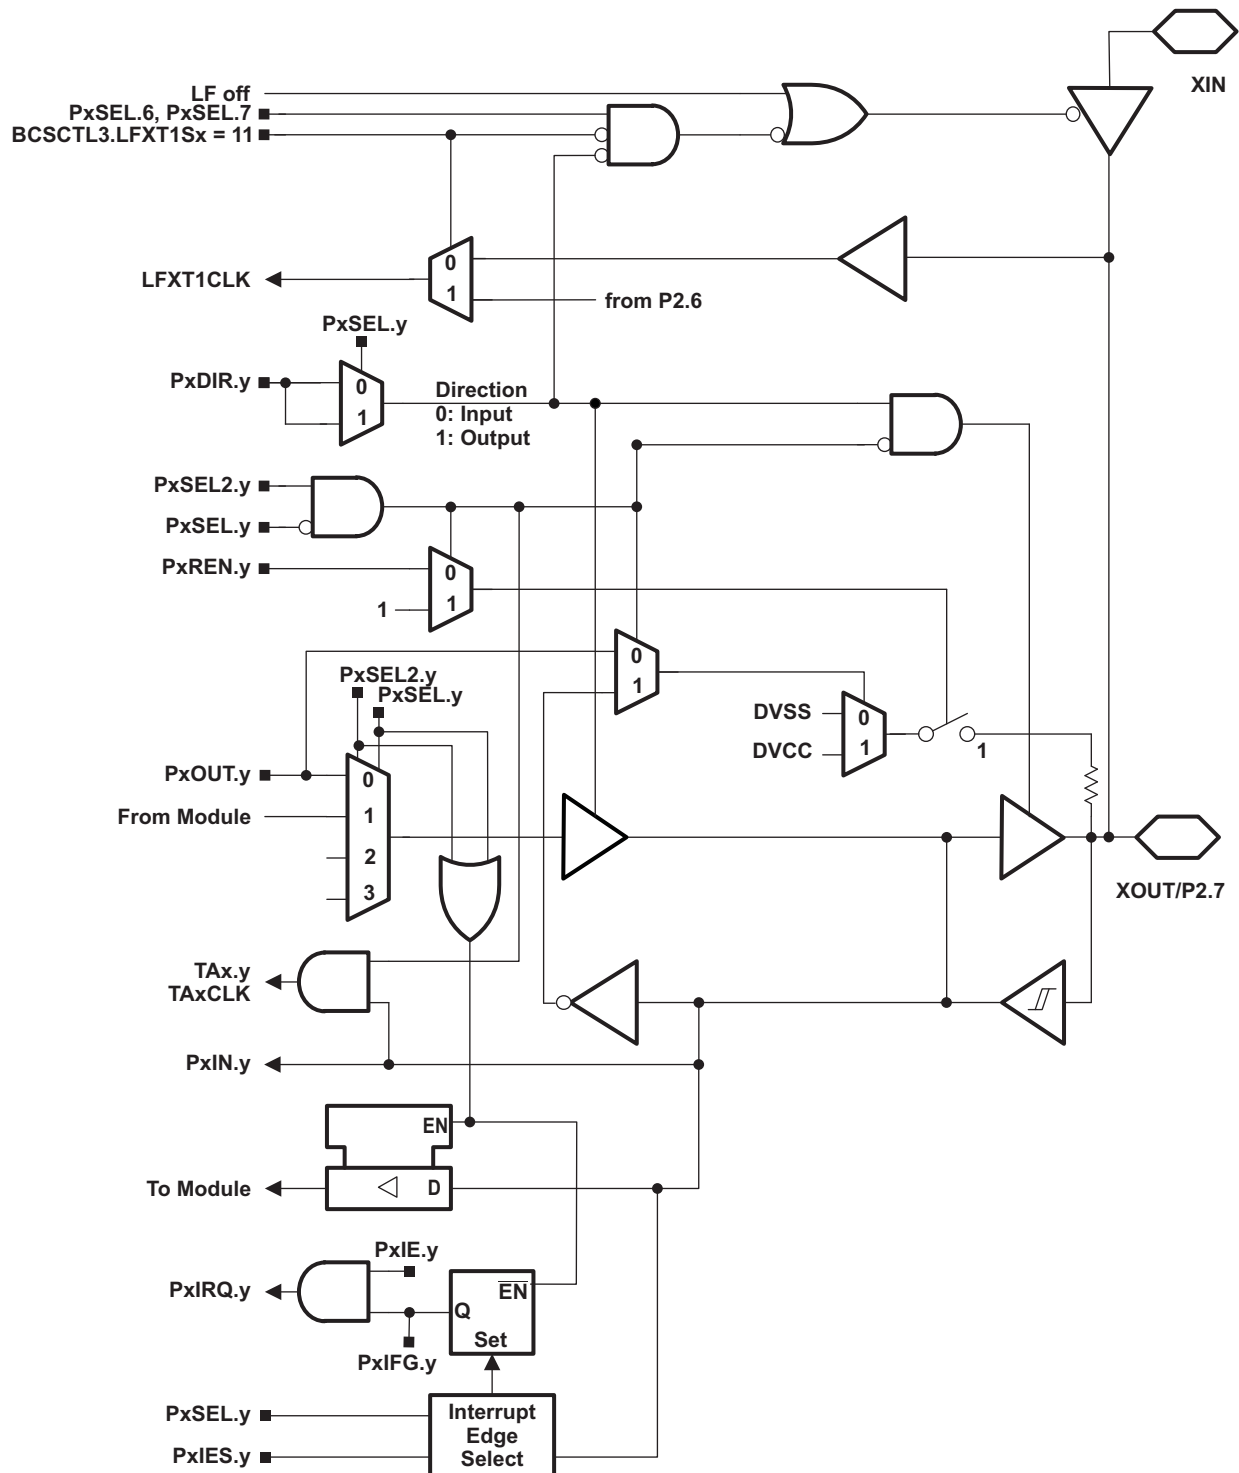 XIN
LF off
PxSEL.6, PxSEL.7
BCSCTL3.LFXT1Sx = 11
0
1
LFXT1CLK
from P2.6
PxSEL.y
PxDIR.y
0
1
Direction
0: Input
1: Output
PxSEL2.y
PxSEL.y
PxREN.y
0
1
1
0
1
PxSEL2.y
PxSEL.y
DVSS
DVCC
0
1
1
PxOUT.y
From Module
0
1
2
3
XOUT/P2.7
TAx.y
TAxCLK
PxIN.y
EN
To Module
D
PxIE.y
PxIRQ.y
EN
Q
Set
PxIFG.y
PxSEL.y
PxIES.y
Interrupt
Edge
Select